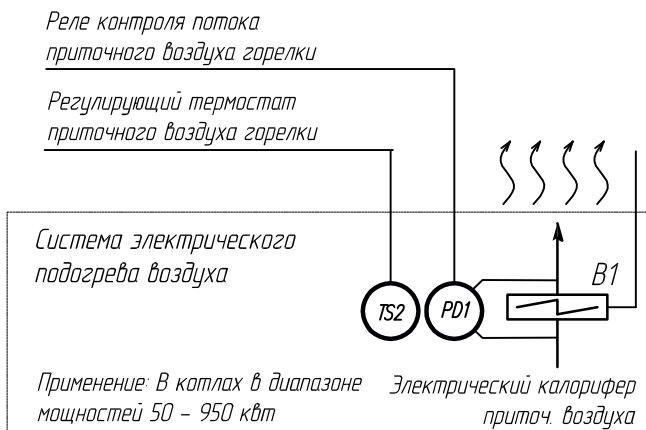 Реле контроля потока
приточного воздуха горелки
Регулирующий термостат
приточного воздуха горелки
Система электрического
подогрева воздуха
B1
TS2
PD1
Применение: В котлах в диапазоне
мощностей 50 - 950 квт
Электрический калорифер
приточ. воздуха